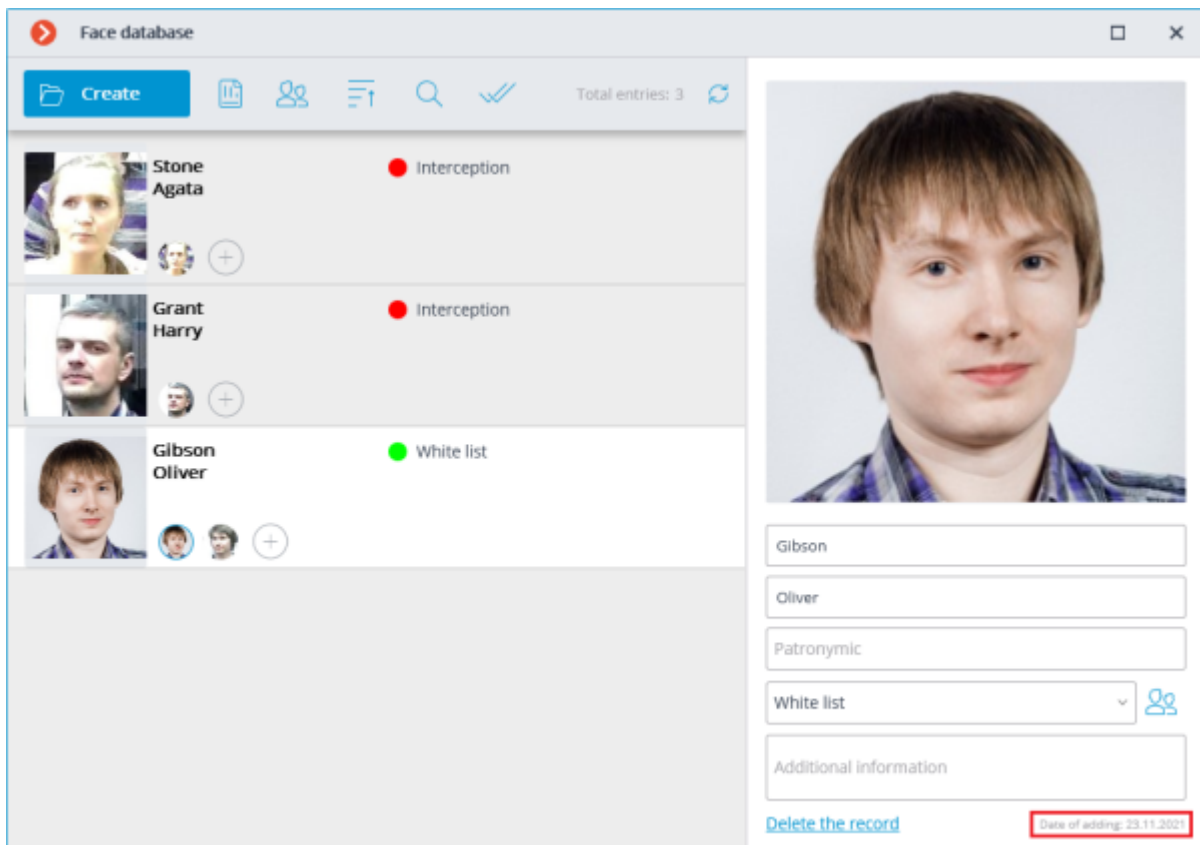 Face database
Create
Total entries: 3
Stone
Agata
Interception
Grant
Harry
Interception
Gibson
Oliver
White list
Gibson
Oliver
Patronymic
White list
Additional information
Delete the record
Date of adding: 23.11.2021